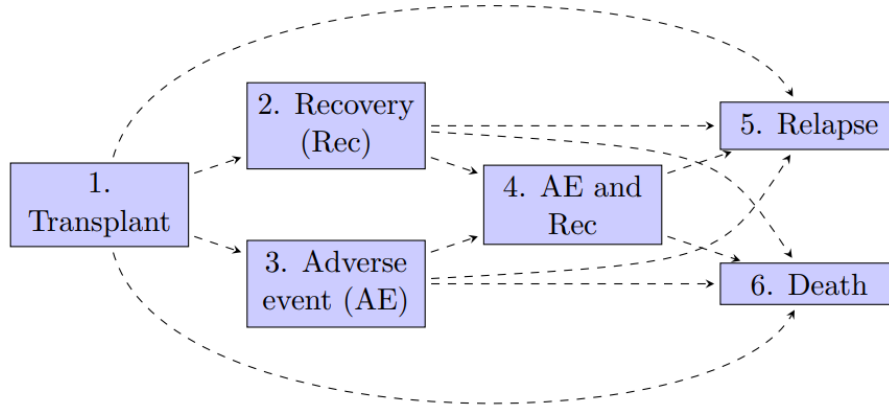 1.
Transplant
2. Recovery
(Rec)
3. Adverse
event (AE)
4. AE and
Rec
5. Relapse
6. Death